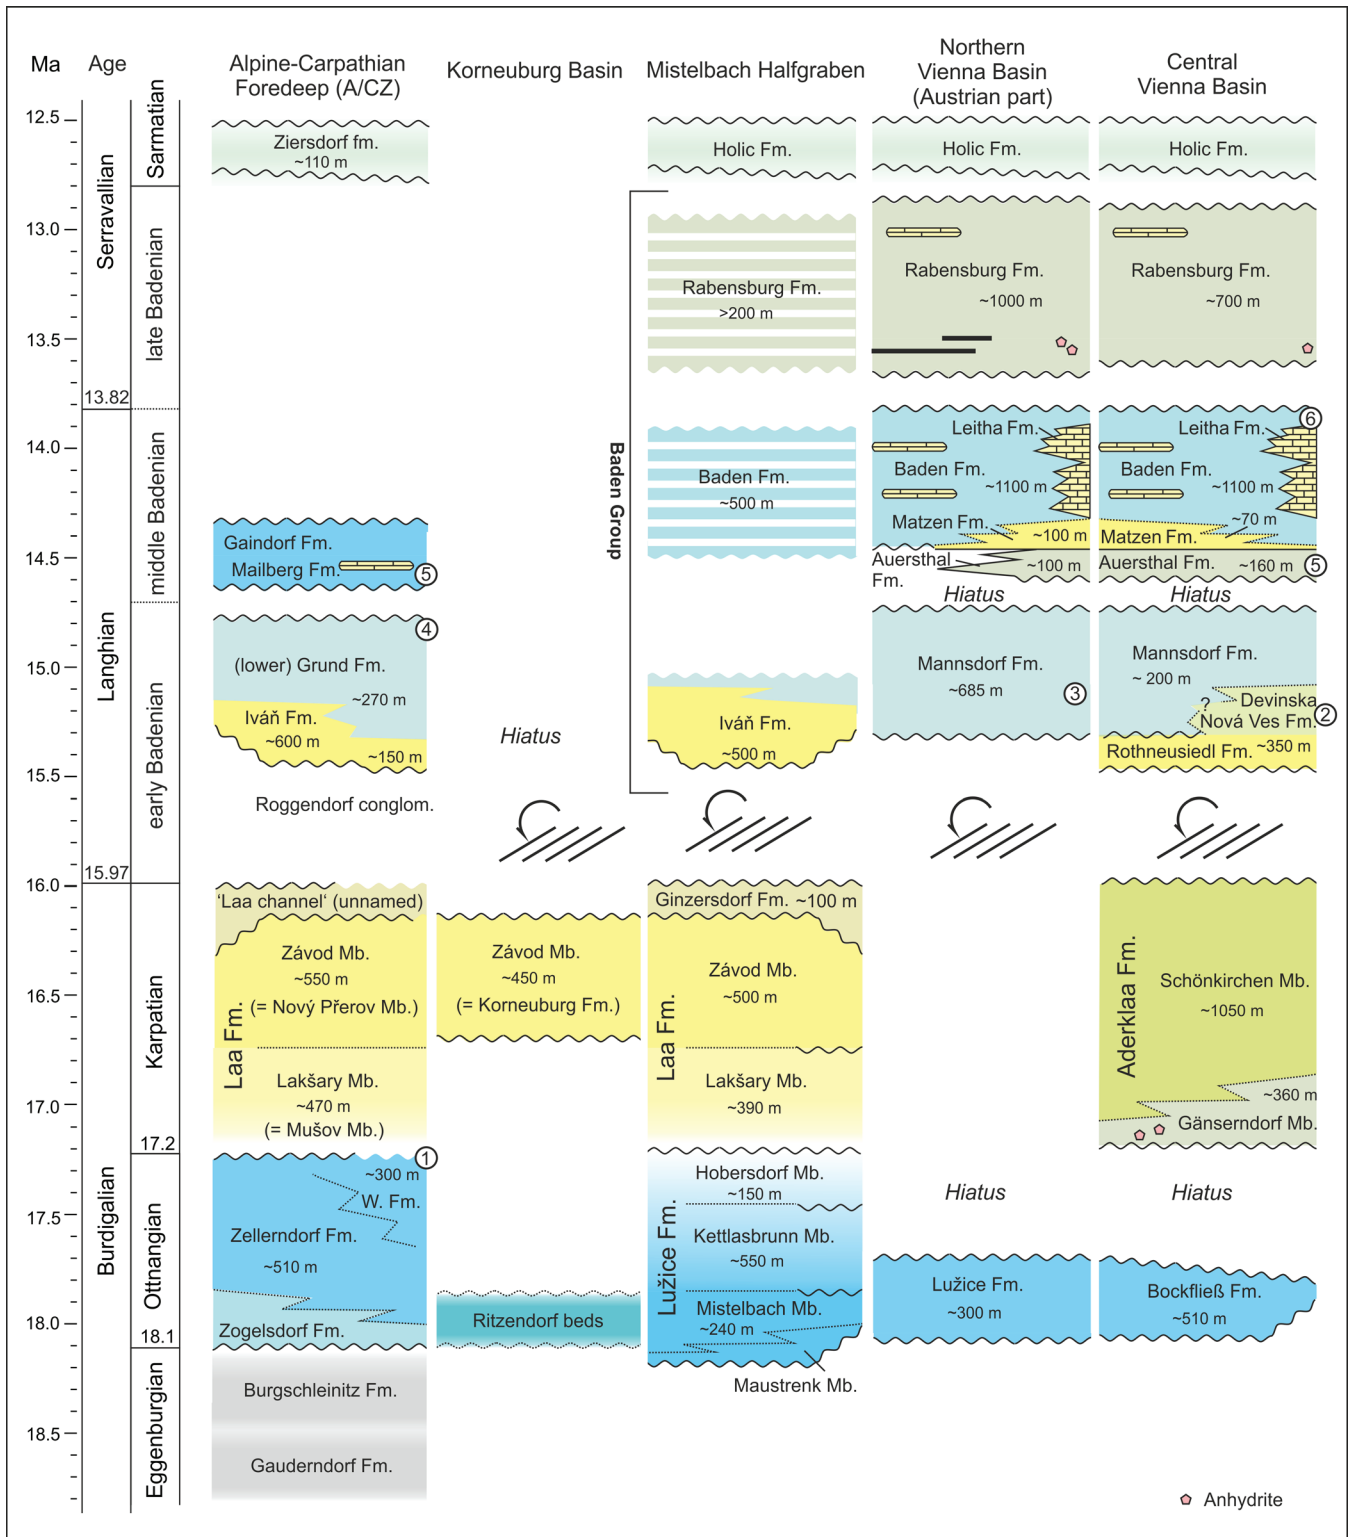 Ma
Age
Alpine-Carpathian
Foredeep (A/CZ)
Korneuburg Basin
Mistelbach Halfgraben
Northern
Vienna Basin
(Austrian part)
Central
Vienna Basin
12.5
13.0
13.5
13.82
14.0
14.5
15.0
15.5
15.97
16.0
16.5
17.0
17.2
17.5
18.0
18.1
18.5
Serravallian
Langhian
Burdigalian
Sarmatian
late Badenian
middle Badenian
early Badenian
Karpatian
Ottnangian
Eggenburgian
Ziersdorf fm.
~110 m
Gaindorf Fm.
Mailberg Fm.
5
4
(lower) Grund Fm.
~270 m
Iváň Fm.
~600 m
~150 m
Roggendorf conglom.
‘Laa channel‘ (unnamed)
Závod Mb.
~550 m
(= Nový Přerov Mb.)
Laa Fm.
Lakšary Mb.
~470 m
(= Mušov Mb.)
1
~300 m
W. Fm.
Zellerndorf Fm.
~510 m
Zogelsdorf Fm.
Burgschleinitz Fm.
Gauderndorf Fm.
Hiatus
Závod Mb.
~450 m
(= Korneuburg Fm.)
Ritzendorf beds
Baden Group
Holic Fm.
Rabensburg Fm.
>200 m
Baden Fm.
~500 m
Iváň Fm.
~500 m
Ginzersdorf Fm. ~100 m
Závod Mb.
~500 m
Laa Fm.
Lakšary Mb.
~390 m
Hobersdorf Mb.
~150 m
Kettlasbrunn Mb.
~550 m
Lužice Fm.
Mistelbach Mb.
~240 m
Maustrenk Mb.
Holic Fm.
Rabensburg Fm.
~1000 m
Leitha Fm.
Baden Fm.
~1100 m
Matzen Fm.
~100 m
Auersthal
Fm.
~100 m
Hiatus
Mannsdorf Fm.
~685 m
3
Hiatus
Lužice Fm.
~300 m
Holic Fm.
Rabensburg Fm.
~700 m
6
Leitha Fm.
Baden Fm.
~1100 m
~70 m
Matzen Fm.
Auersthal Fm. ~160 m
5
Hiatus
Mannsdorf Fm.
~ 200 m
?
Devinska
Nová Ves Fm.
2
Rothneusiedl Fm. ~350 m
Aderklaa Fm.
Schönkirchen Mb.
~1050 m
~360 m
Gänserndorf Mb.
Hiatus
Bockfließ Fm.
~510 m
Anhydrite